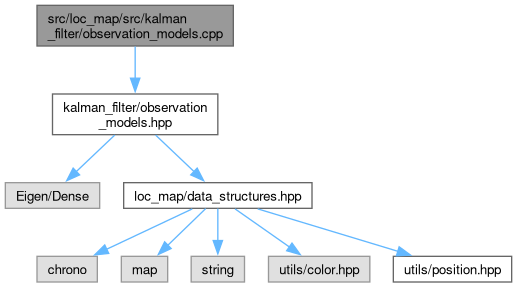 src/loc_map/src/kalman
_filter/observation_models.cpp
kalman_filter/observation
_models.hpp
Eigen/Dense
loc_map/data_structures.hpp
chrono
map
string
utils/color.hpp
utils/position.hpp